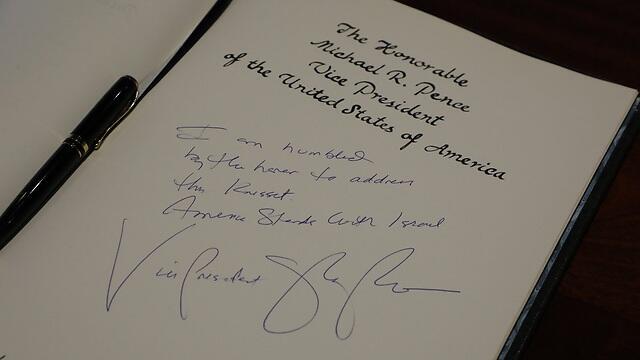 The Honorable
Michael R. Pence
Vice President
of the United States of America
I am humbled
by the honor to address
this Knesset.
America Stands with Israel
Vice President